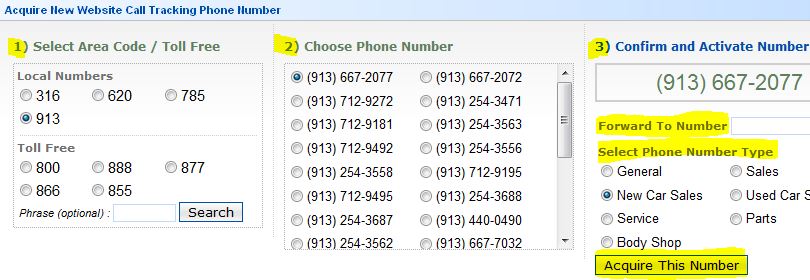 Acquire New Website Call Tracking Phone Number
1) Select Area Code / Toll Free
Local Numbers
316 620 785
913
Toll Free
800 888 877
866 855
Phrase (optional) : Search
2) Choose Phone Number
(913) 667-2077 (913) 667-2072
(913) 712-9272 (913) 254-3471
(913) 712-9181 (913) 254-3563
(913) 712-9492 (913) 254-3556
(913) 254-3558 (913) 712-9195
(913) 712-9495 (913) 254-3688
(913) 254-3687 (913) 440-0490
(913) 254-3562 (913) 667-7032
3) Confirm and Activate Number
(913) 667-2077
Forward To Number
Select Phone Number Type
General Sales
New Car Sales Used Car S
Service Parts
Body Shop
Acquire This Number